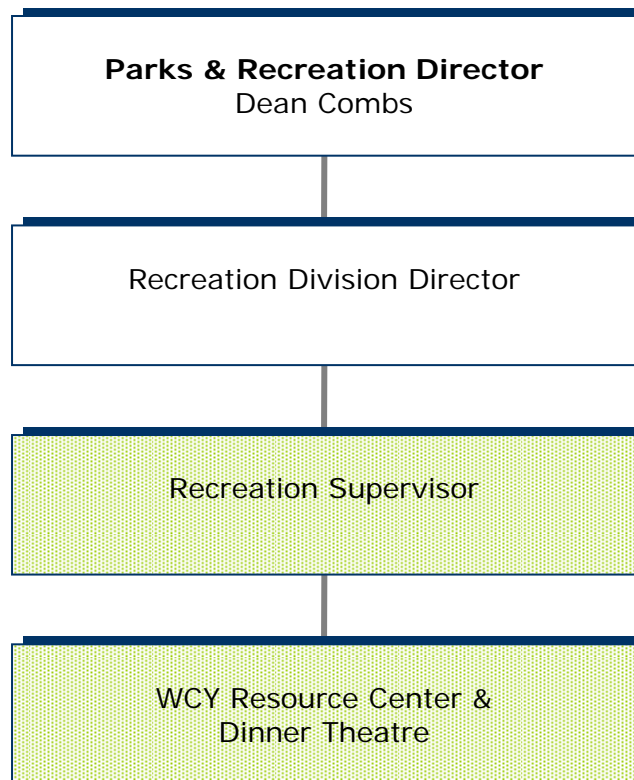 Parks & Recreation Director
Dean Combs
Recreation Division Director
Recreation Supervisor
WCY Resource Center &
Dinner Theatre